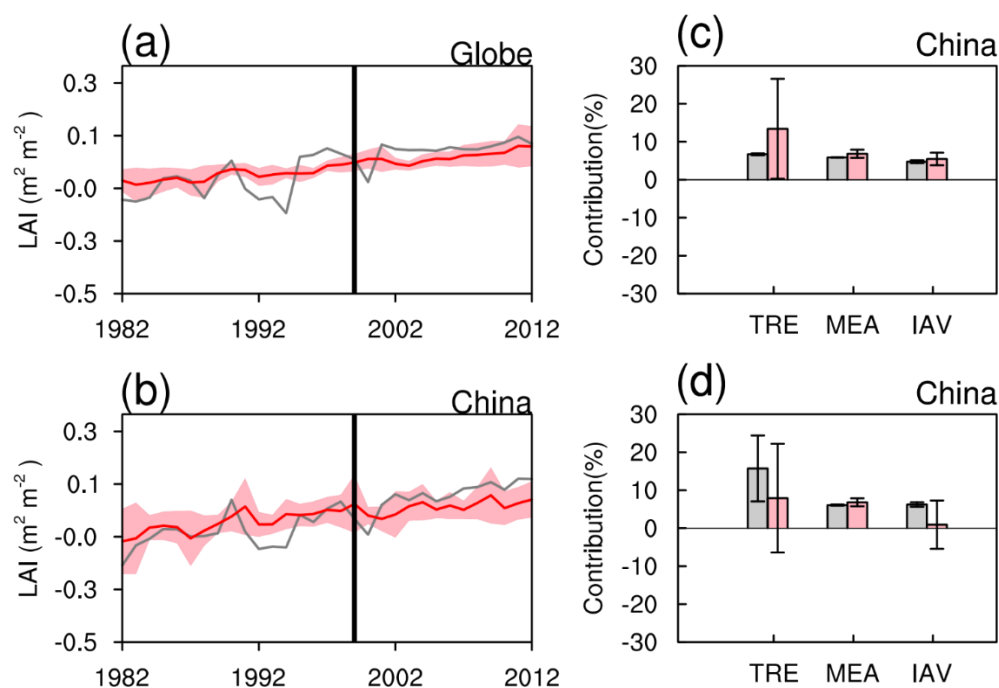 (a)
Globe
LAI (m² m⁻²)
0.3
0.1
-0.0
-0.3
-0.5
1982 1992 2002 2012
(b)
China
LAI (m² m⁻²)
0.3
0.1
-0.0
-0.3
-0.5
1982 1992 2002 2012
(c)
China
Contribution(%)
30
20
10
0
-10
-20
-30
TRE MEA IAV
(d)
China
Contribution(%)
30
20
10
0
-10
-20
-30
TRE MEA IAV